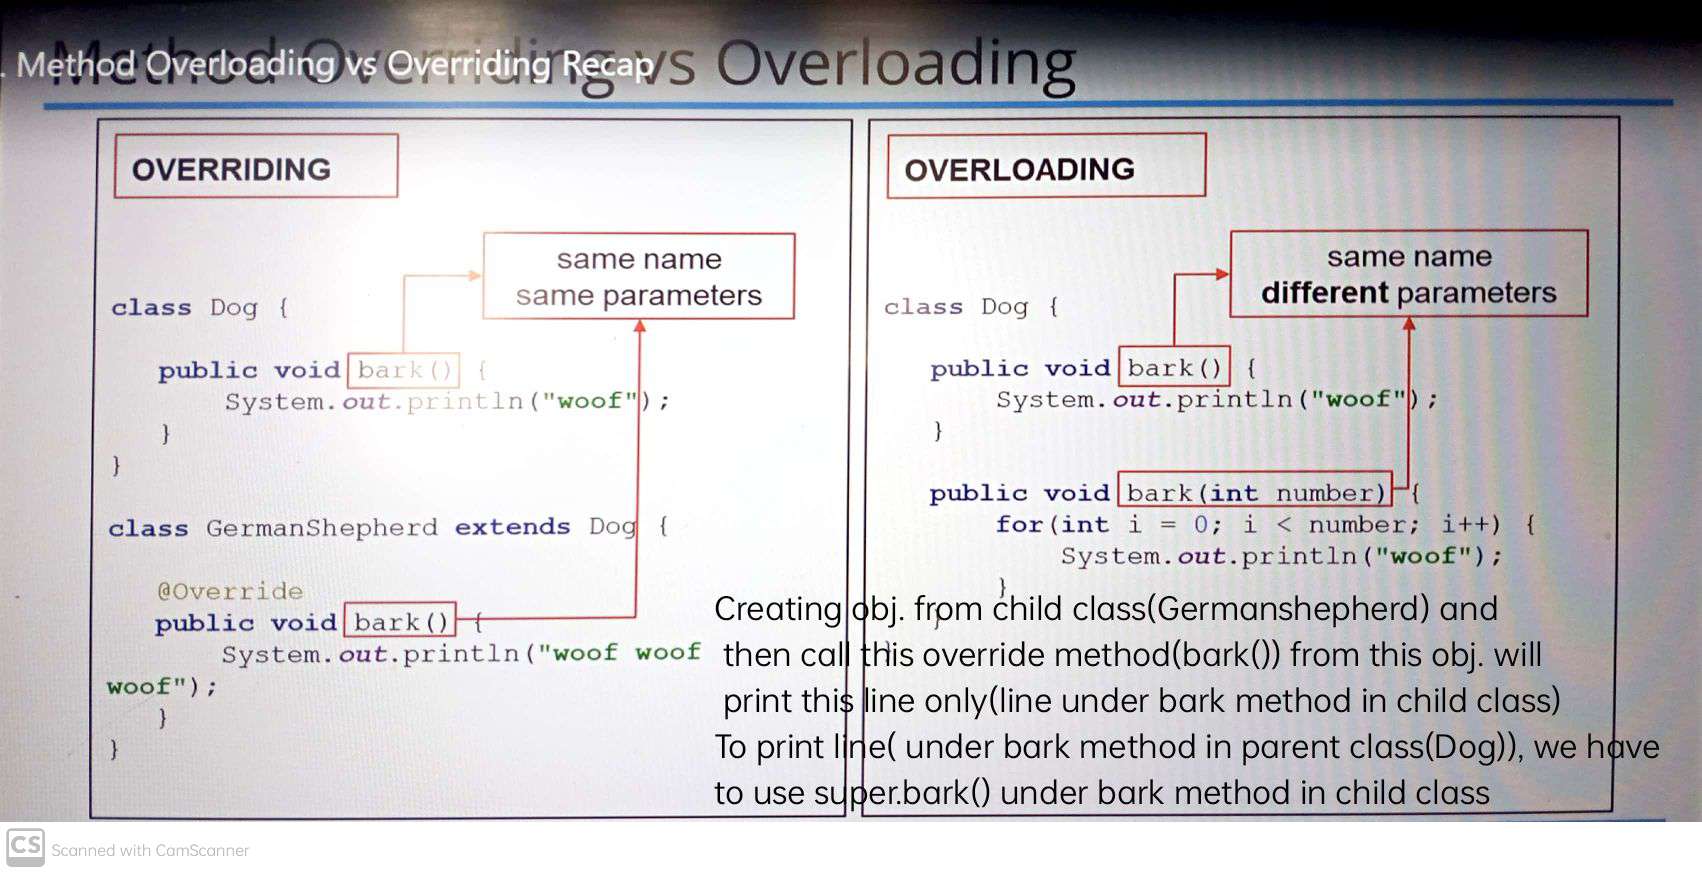 Method Overriding vs Overloading
. Method Overloading vs Overriding Recap
OVERRIDING
same name
same parameters
class Dog {
public void bark() {
System.out.println("woof");
}
}
class GermanShepherd extends Dog {
@Override
public void bark() {
System.out.println("woof woof
woof");
}
}
OVERLOADING
same name
different parameters
class Dog {
public void bark() {
System.out.println("woof");
}
public void bark(int number) {
for(int i = 0; i < number; i++) {
System.out.println("woof");
}
}
Creating obj. from child class(Germanshepherd) and
then call this override method(bark()) from this obj. will
print this line only(line under bark method in child class)
To print line( under bark method in parent class(Dog)), we have
to use super.bark() under bark method in child class
CS Scanned with CamScanner